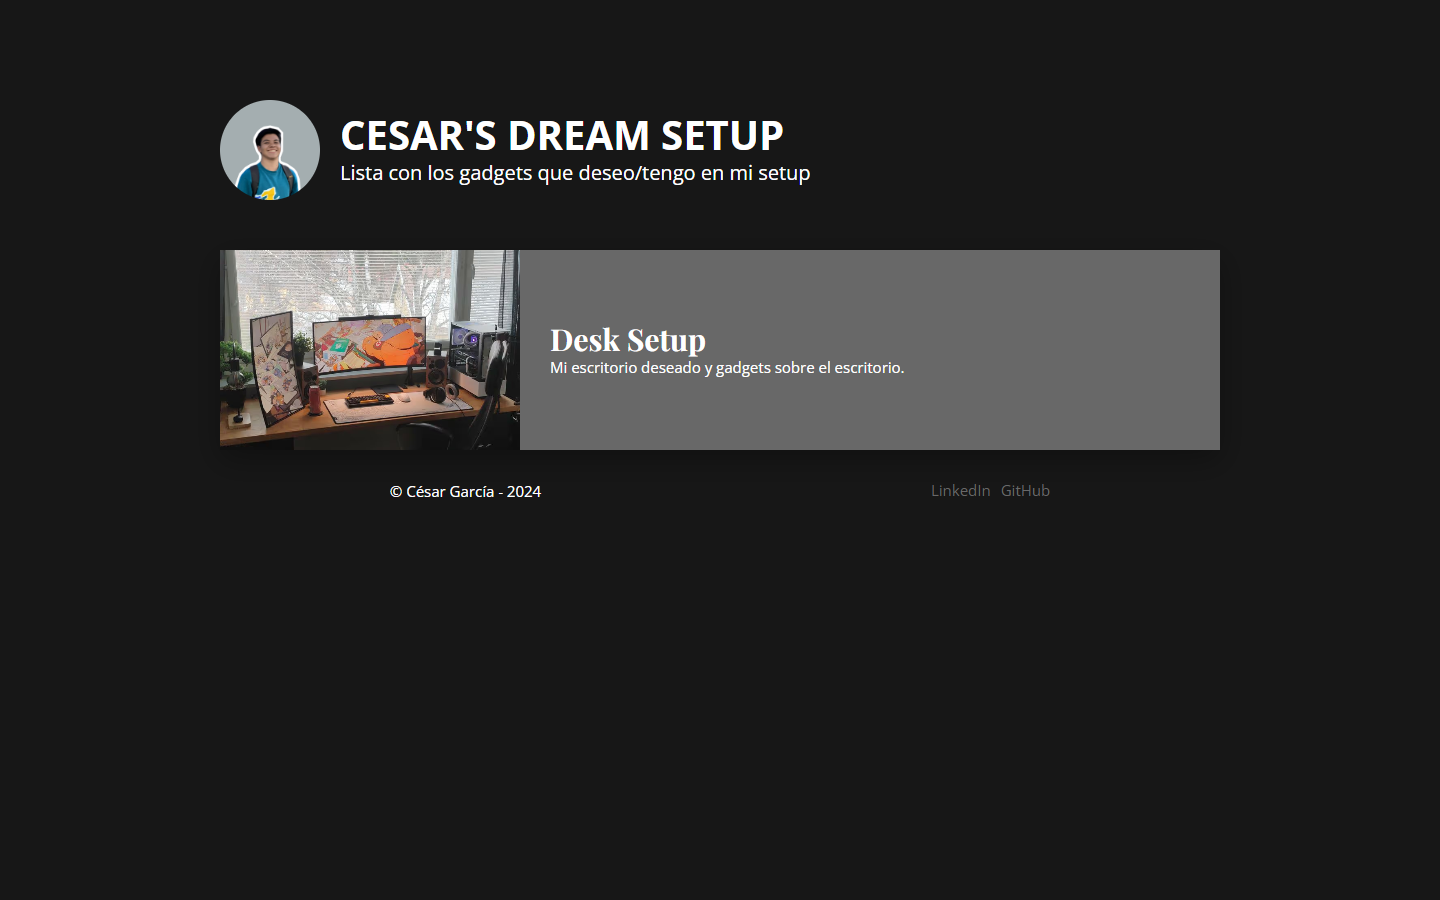 CESAR'S DREAM SETUP
Lista con los gadgets que deseo/tengo en mi setup
Desk Setup
Mi escritorio deseado y gadgets sobre el escritorio.
© César García - 2024
LinkedIn GitHub